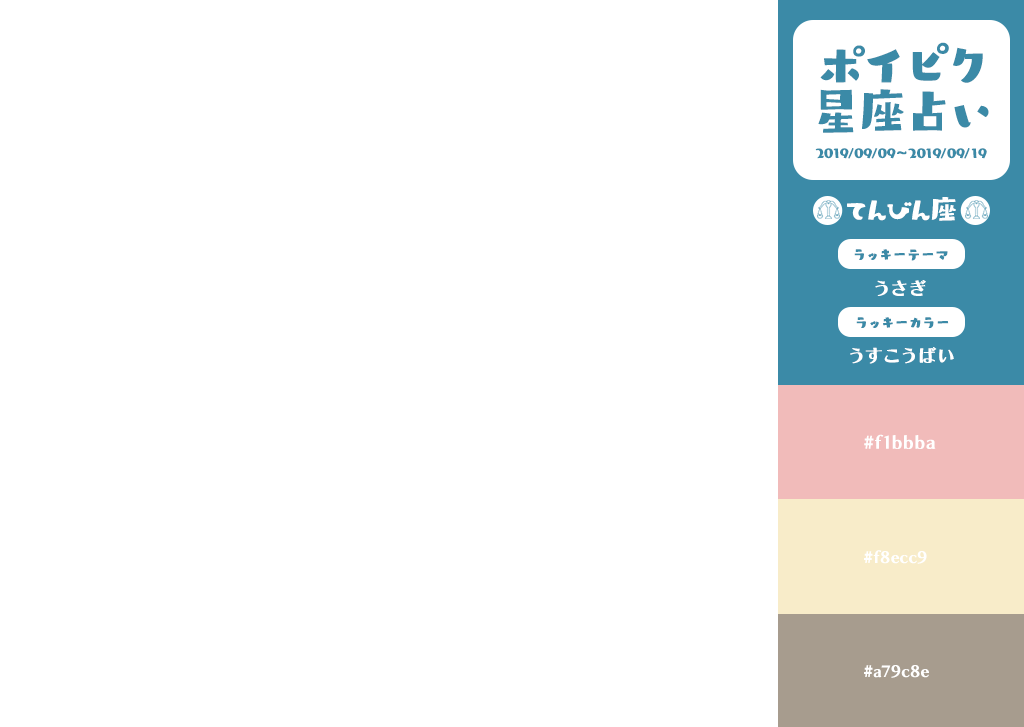 ポイピク
星座占い
2019/09/09~2019/09/19
てんびん座
ラッキーテーマ
うさぎ
ラッキーカラー
うすこうばい
#f1bbba
#f8ecc9
#a79c8e